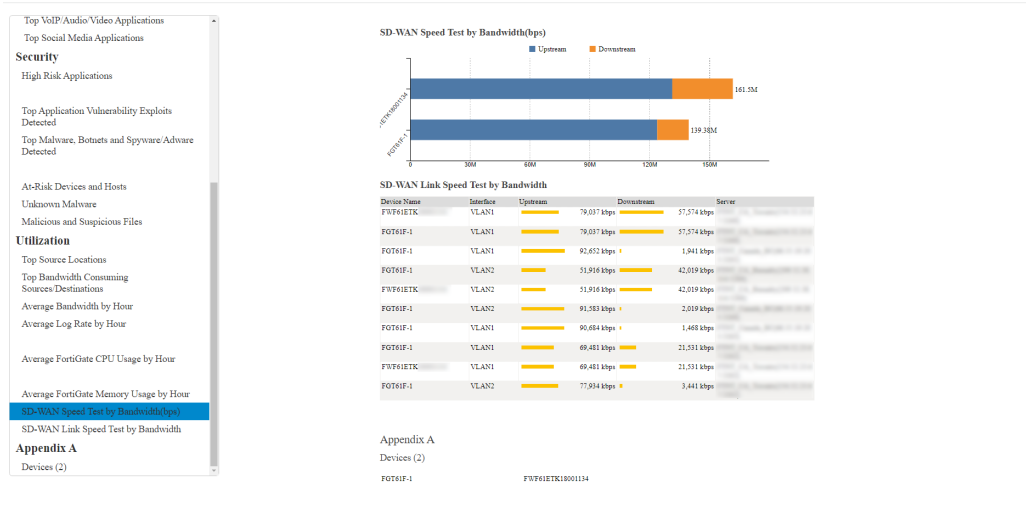 Top VoIP/Audio/Video Applications
Top Social Media Applications
Security
High Risk Applications
Top Application Vulnerability Exploits
Detected
Top Malware, Botnets and Spyware/Adware
Detected
At-Risk Devices and Hosts
Unknown Malware
Malicious and Suspicious Files
Utilization
Top Source Locations
Top Bandwidth Consuming
Sources/Destinations
Average Bandwidth by Hour
Average Log Rate by Hour
Average FortiGate CPU Usage by Hour
Average FortiGate Memory Usage by Hour
SD-WAN Speed Test by Bandwidth(bps)
SD-WAN Link Speed Test by Bandwidth
Appendix A
Devices (2)
SD-WAN Speed Test by Bandwidth(bps)
Upstream Downstream
61ETK18001134 161.5M
FGT61F-1 139.38M
0 30M 60M 90M 120M 150M
SD-WAN Link Speed Test by Bandwidth
Device Name Interface Upstream Downstream Server
FWF61ETK VLAN1 79,037 kbps 57,574 kbps
FGT61F-1 VLAN1 79,037 kbps 57,574 kbps
FGT61F-1 VLAN1 92,652 kbps 1,941 kbps
FGT61F-1 VLAN2 51,916 kbps 42,019 kbps
FWF61ETK VLAN2 51,916 kbps 42,019 kbps
FGT61F-1 VLAN2 91,583 kbps 2,019 kbps
FGT61F-1 VLAN1 90,684 kbps 1,468 kbps
FGT61F-1 VLAN1 69,481 kbps 21,531 kbps
FWF61ETK VLAN1 69,481 kbps 21,531 kbps
FGT61F-1 VLAN2 77,934 kbps 3,441 kbps
Appendix A
Devices (2)
FGT61F-1 FWF61ETK18001134